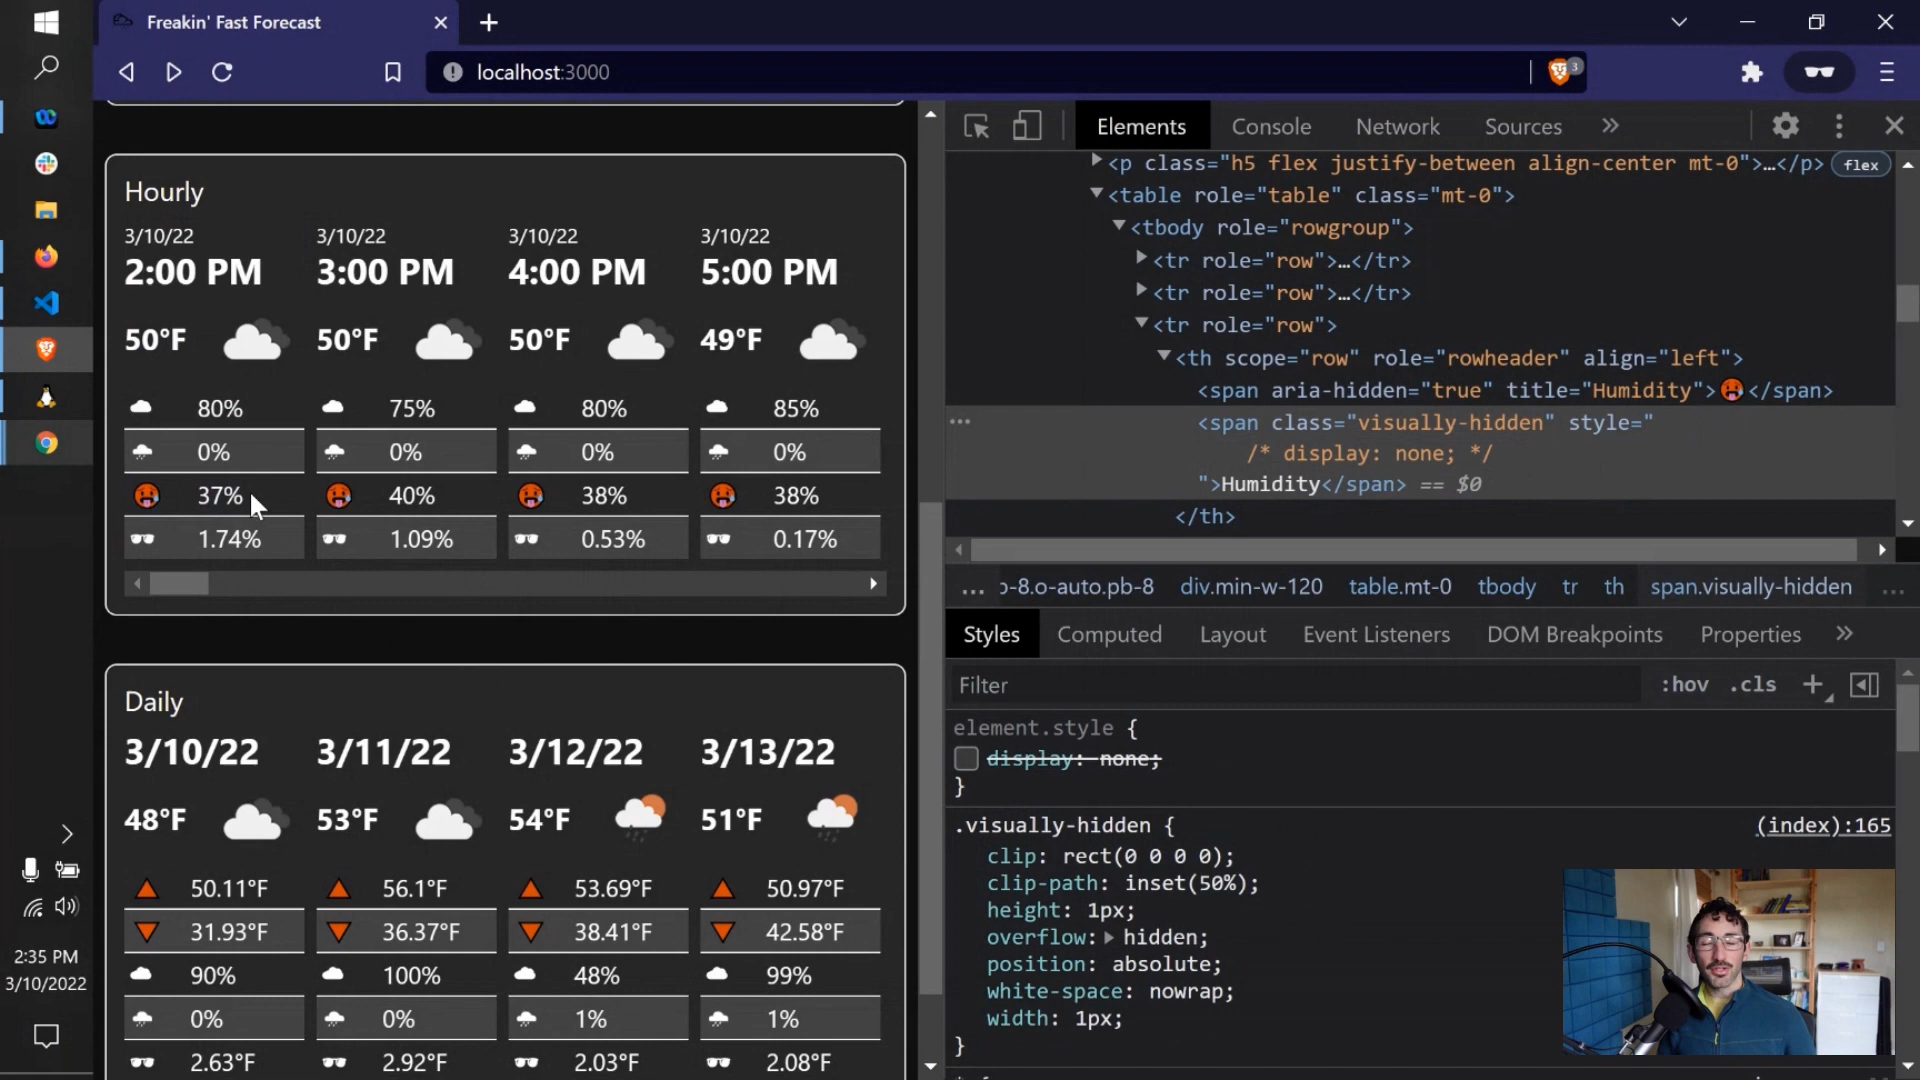 Freakin' Fast Forecast
localhost:3000
3
Hourly
3/10/22 3/10/22 3/10/22 3/10/22
2:00 PM 3:00 PM 4:00 PM 5:00 PM
50°F 50°F 50°F 49°F
80% 75% 80% 85%
0% 0% 0% 0%
37% 40% 38% 38%
1.74% 1.09% 0.53% 0.17%
Daily
3/10/22 3/11/22 3/12/22 3/13/22
48°F 53°F 54°F 51°F
50.11°F 56.1°F 53.69°F 50.97°F
31.93°F 36.37°F 38.41°F 42.58°F
90% 100% 48% 99%
0% 0% 1% 1%
2.63°F 2.92°F 2.03°F 2.08°F
Elements Console Network Sources
<p class="h5 flex justify-between align-center mt-0">…</p> flex
<table role="table" class="mt-0">
<tbody role="rowgroup">
<tr role="row">…</tr>
<tr role="row">…</tr>
<tr role="row">
<th scope="row" role="rowheader" align="left">
<span aria-hidden="true" title="Humidity">🥵</span>
<span class="visually-hidden" style="
/* display: none; */
">Humidity</span> == $0
</th>
... o-8.o-auto.pb-8 div.min-w-120 table.mt-0 tbody tr th span.visually-hidden ...
Styles Computed Layout Event Listeners DOM Breakpoints Properties
Filter :hov .cls
element.style {
display: none;
}
.visually-hidden { (index):165
clip: rect(0 0 0 0);
clip-path: inset(50%);
height: 1px;
overflow: hidden;
position: absolute;
white-space: nowrap;
width: 1px;
}
2:35 PM
3/10/2022